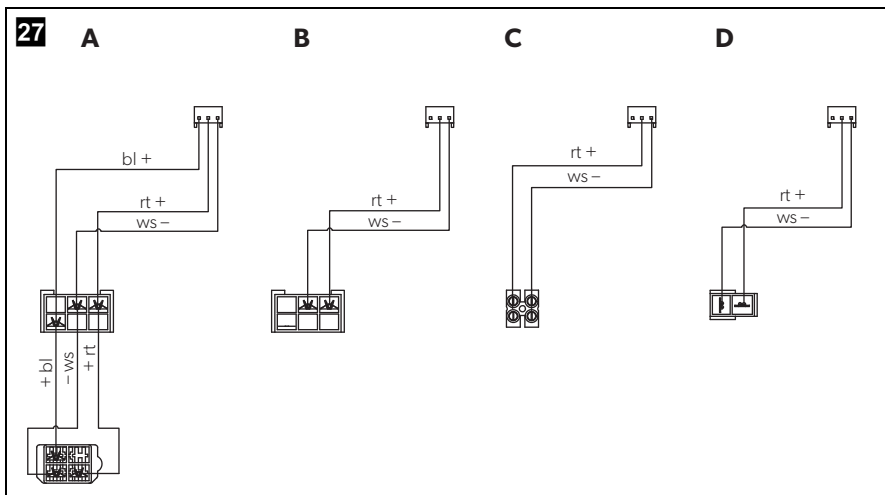 27
A B C D
bl +
rt +
ws –
rt +
ws –
rt +
ws –
rt +
ws –
+ bl
– ws
+ rt